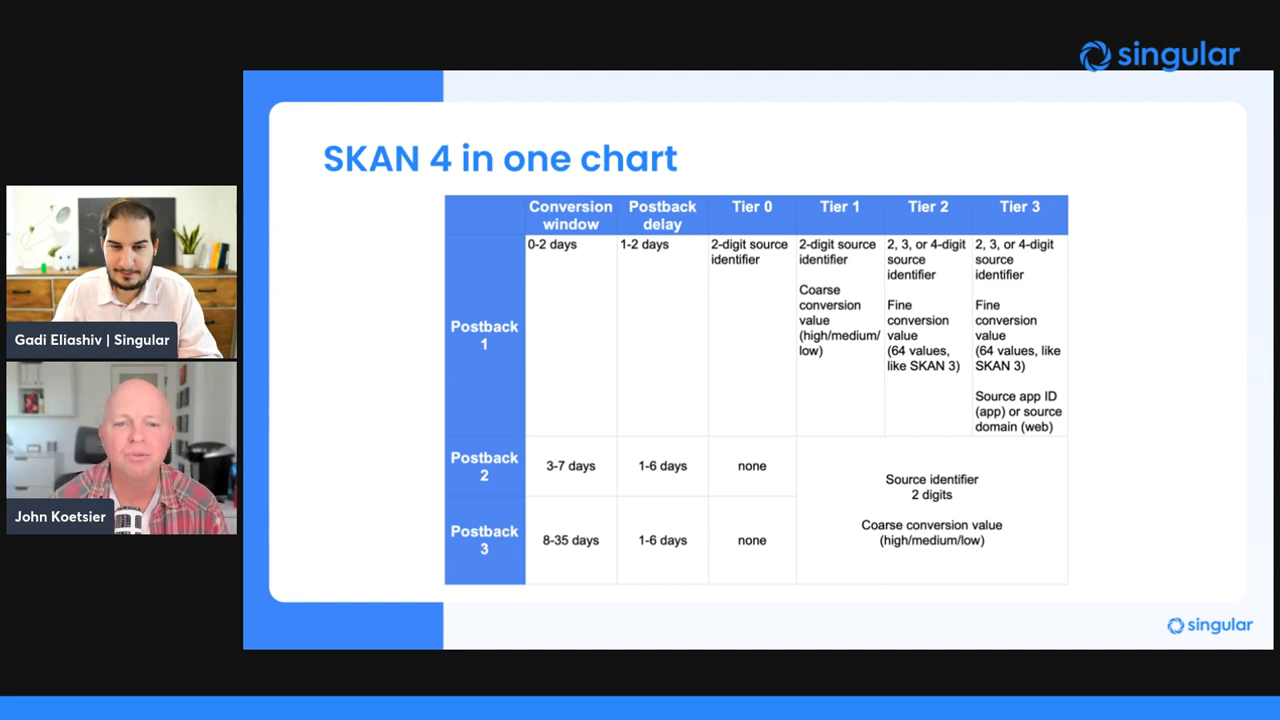 singular
SKAN 4 in one chart
Conversion
window
Postback
delay
Tier 0
Tier 1
Tier 2
Tier 3
Postback
1
0-2 days
1-2 days
2-digit source
identifier
2-digit source
identifier
Coarse
conversion
value
(high/medium/
low)
2, 3, or 4-digit
source
identifier
Fine
conversion
value
(64 values,
like SKAN 3)
2, 3, or 4-digit
source
identifier
Fine
conversion
value
(64 values, like
SKAN 3)
Source app ID
(app) or source
domain (web)
Postback
2
3-7 days
1-6 days
none
Source identifier
2 digits
Coarse conversion value
(high/medium/low)
Postback
3
8-35 days
1-6 days
none
Gadi Eliashiv | Singular
John Koetsier
singular